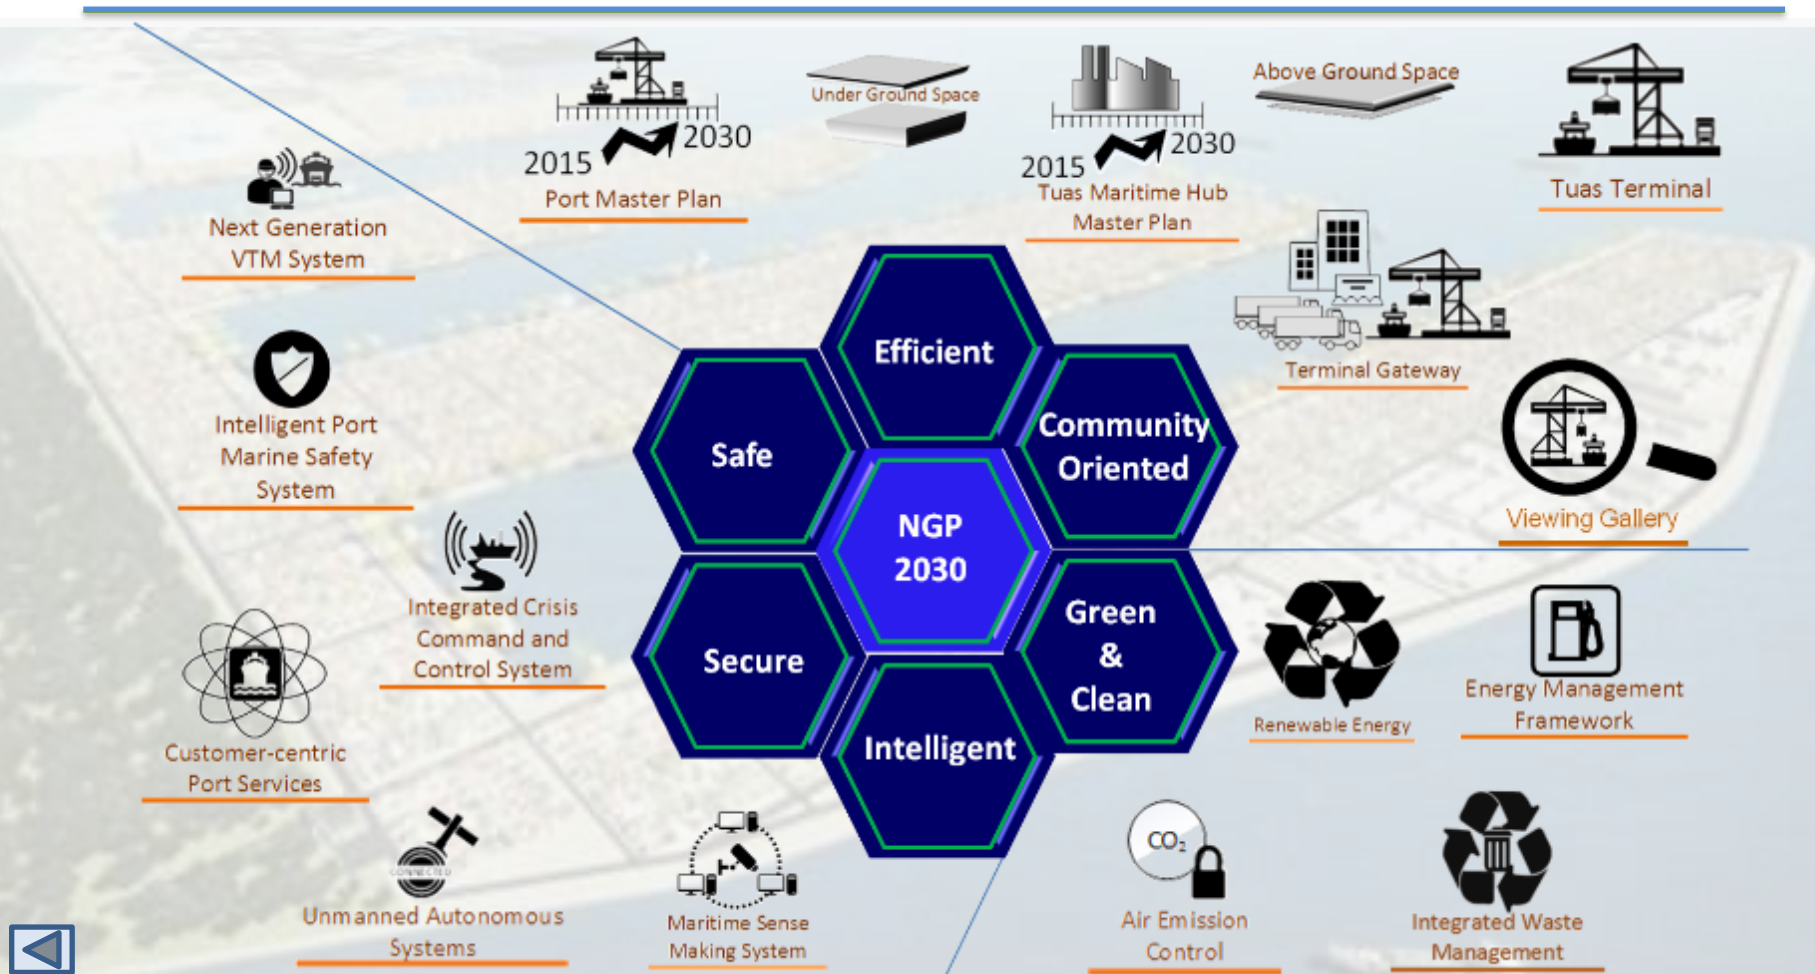 2015
2030
Port Master Plan
Under Ground Space
2015
2030
Tuas Maritime Hub
Master Plan
Above Ground Space
Tuas Terminal
Next Generation
VTM System
Terminal Gateway
Intelligent Port
Marine Safety
System
Viewing Gallery
Efficient
Safe
Community
Oriented
NGP
2030
Secure
Green
&
Clean
Intelligent
Integrated Crisis
Command and
Control System
Customer-centric
Port Services
Renewable Energy
Energy Management
Framework
CONNECTED
Unmanned Autonomous
Systems
Maritime Sense
Making System
CO₂
Air Emission
Control
Integrated Waste
Management